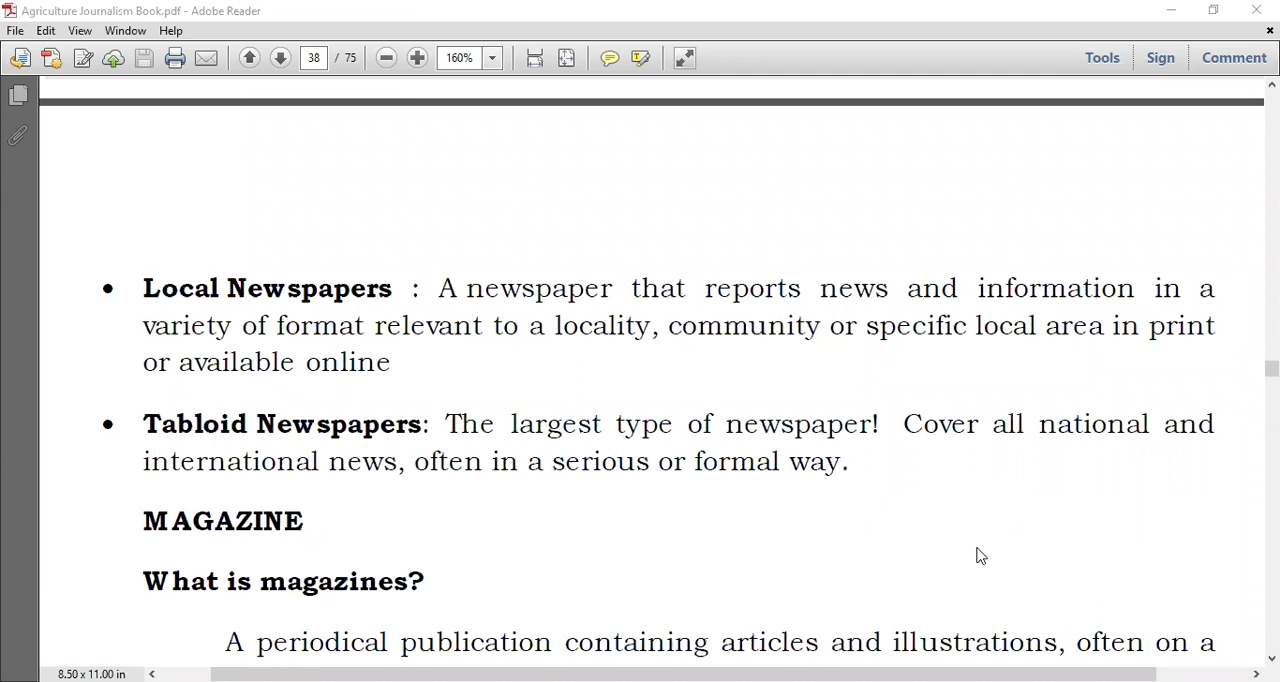 Agriculture Journalism Book.pdf - Adobe Reader
File Edit View Window Help
38 / 75 160% Tools Sign Comment
• Local Newspapers : A newspaper that reports news and information in a
variety of format relevant to a locality, community or specific local area in print
or available online
• Tabloid Newspapers: The largest type of newspaper! Cover all national and
international news, often in a serious or formal way.
MAGAZINE
What is magazines?
A periodical publication containing articles and illustrations, often on a
8.50 x 11.00 in